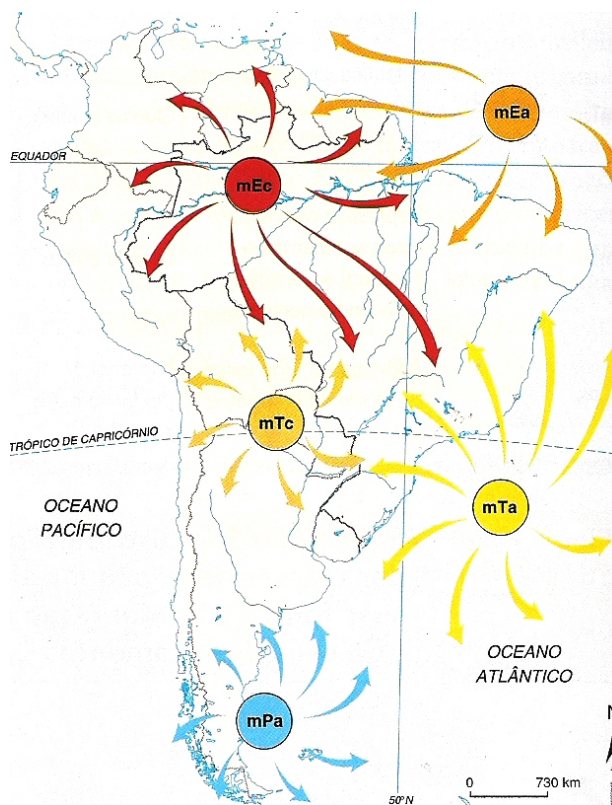 mEa
EQUADOR
mEc
mTc
TRÓPICO DE CAPRICÓRNIO
mTa
OCEANO
PACÍFICO
OCEANO
ATLÂNTICO
mPa
N
0 730 km
50°N